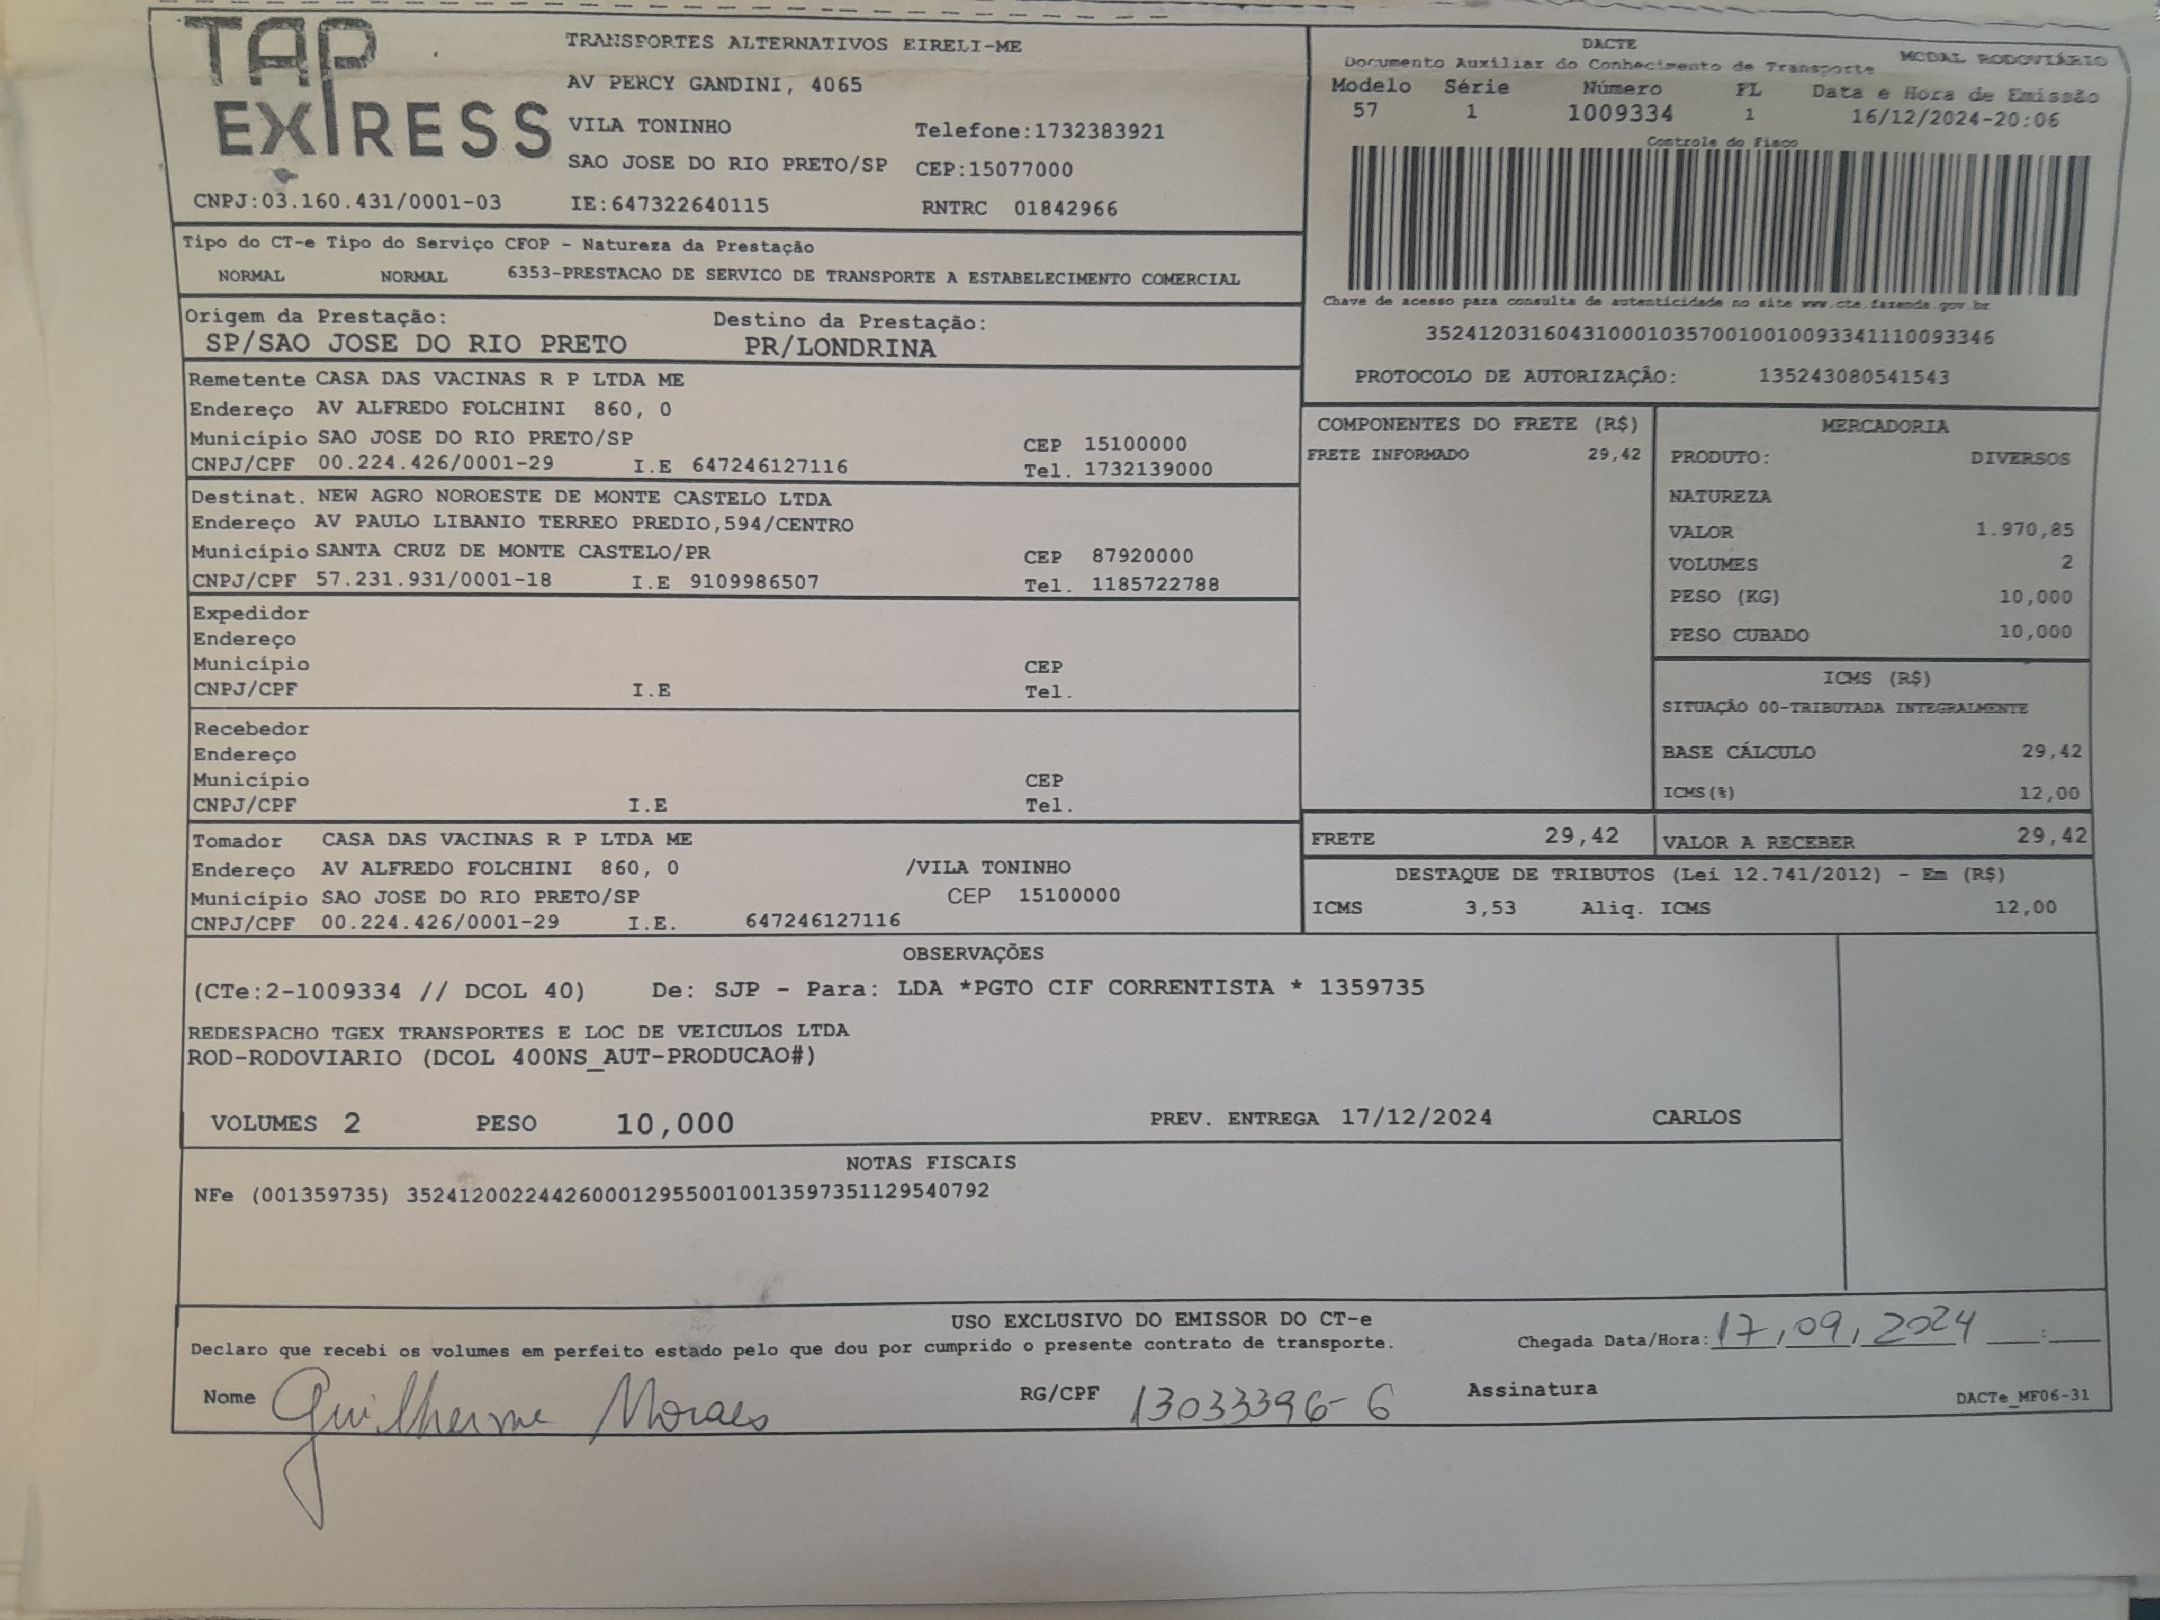 TAP EXPRESS
TRANSPORTES ALTERNATIVOS EIRELI-ME
AV PERCY GANDINI, 4065
VILA TONINHO Telefone:1732383921
SAO JOSE DO RIO PRETO/SP CEP:15077000
CNPJ:03.160.431/0001-03 IE:647322640115 RNTRC 01842966
DACTE
Documento Auxiliar do Conhecimento de Transporte MODAL RODOVIÁRIO
Modelo Série Número FL Data e Hora de Emissão
57 1 1009334 1 16/12/2024-20:06
Controle do Fisco
Chave de acesso para consulta de autenticidade no site www.cte.fazenda.gov.br
35241203160431000103570010010093341110093346
PROTOCOLO DE AUTORIZAÇÃO: 135243080541543
Tipo do CT-e Tipo do Serviço CFOP - Natureza da Prestação
NORMAL NORMAL 6353-PRESTACAO DE SERVICO DE TRANSPORTE A ESTABELECIMENTO COMERCIAL
Origem da Prestação: Destino da Prestação:
SP/SAO JOSE DO RIO PRETO PR/LONDRINA
Remetente CASA DAS VACINAS R P LTDA ME
Endereço AV ALFREDO FOLCHINI 860, 0
Município SAO JOSE DO RIO PRETO/SP CEP 15100000
CNPJ/CPF 00.224.426/0001-29 I.E 647246127116 Tel. 1732139000
Destinat. NEW AGRO NOROESTE DE MONTE CASTELO LTDA
Endereço AV PAULO LIBANIO TERREO PREDIO,594/CENTRO
Município SANTA CRUZ DE MONTE CASTELO/PR CEP 87920000
CNPJ/CPF 57.231.931/0001-18 I.E 9109986507 Tel. 1185722788
Expedidor
Endereço
Município CEP
CNPJ/CPF I.E Tel.
Recebedor
Endereço
Município CEP
CNPJ/CPF I.E Tel.
Tomador CASA DAS VACINAS R P LTDA ME
Endereço AV ALFREDO FOLCHINI 860, 0 /VILA TONINHO
Município SAO JOSE DO RIO PRETO/SP CEP 15100000
CNPJ/CPF 00.224.426/0001-29 I.E. 647246127116
COMPONENTES DO FRETE (R$)
FRETE INFORMADO 29,42
MERCADORIA
PRODUTO: DIVERSOS
NATUREZA
VALOR 1.970,85
VOLUMES 2
PESO (KG) 10,000
PESO CUBADO 10,000
ICMS (R$)
SITUAÇÃO 00-TRIBUTADA INTEGRALMENTE
BASE CÁLCULO 29,42
ICMS(%) 12,00
FRETE 29,42 VALOR A RECEBER 29,42
DESTAQUE DE TRIBUTOS (Lei 12.741/2012) - Em (R$)
ICMS 3,53 Aliq. ICMS 12,00
OBSERVAÇÕES
(CTe:2-1009334 // DCOL 40) De: SJP - Para: LDA *PGTO CIF CORRENTISTA * 1359735
REDESPACHO TGEX TRANSPORTES E LOC DE VEICULOS LTDA
ROD-RODOVIARIO (DCOL 400NS_AUT-PRODUCAO#)
VOLUMES 2 PESO 10,000 PREV. ENTREGA 17/12/2024 CARLOS
NOTAS FISCAIS
NFe (001359735) 35241200224426000129550010013597351129540792
USO EXCLUSIVO DO EMISSOR DO CT-e
Declaro que recebi os volumes em perfeito estado pelo que dou por cumprido o presente contrato de transporte. Chegada Data/Hora: 17,09,2024 __:__
Nome Guilherme Moraes RG/CPF 13033396-6 Assinatura DACTe_MF06-31